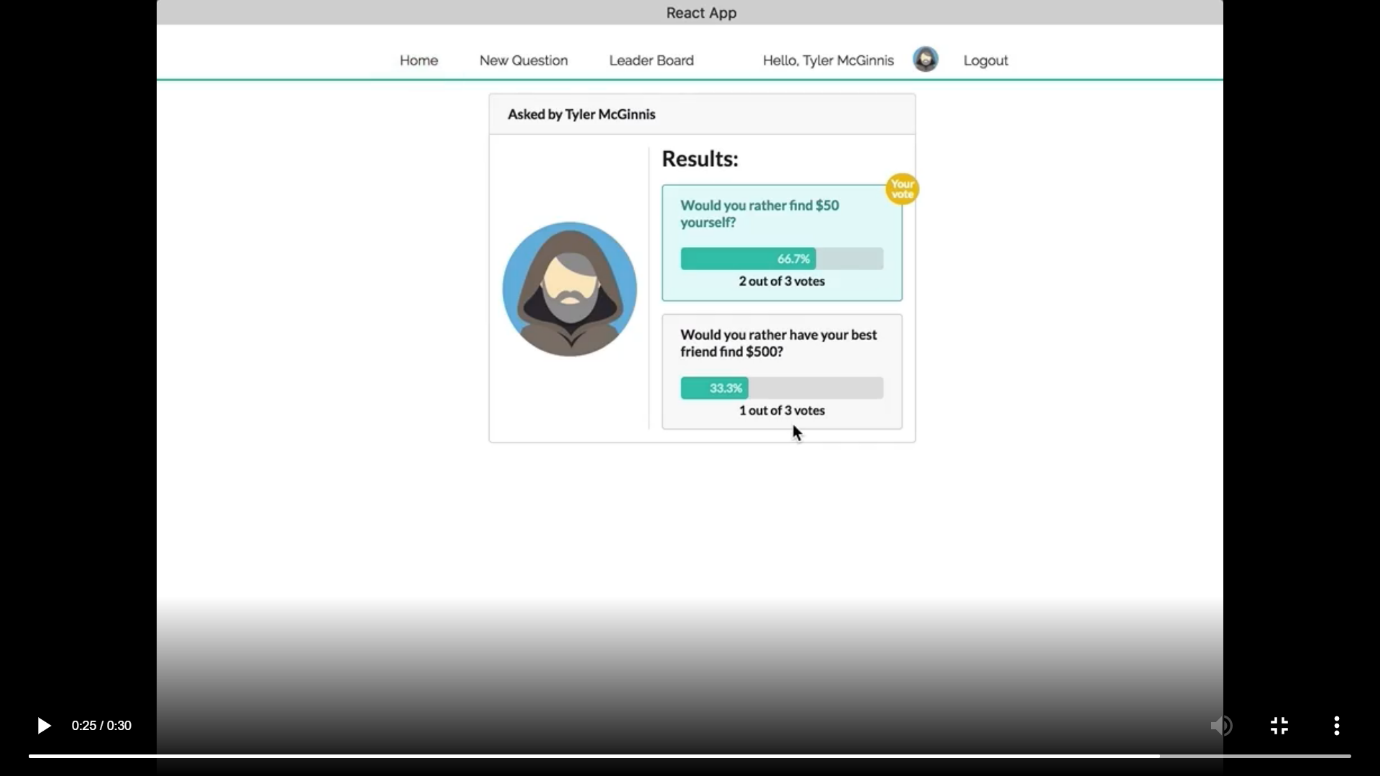 React App
Home New Question Leader Board Hello, Tyler McGinnis Logout
Asked by Tyler McGinnis
Results:
Your
vote
Would you rather find $50
yourself?
66.7%
2 out of 3 votes
Would you rather have your best
friend find $500?
33.3%
1 out of 3 votes
0:25 / 0:30